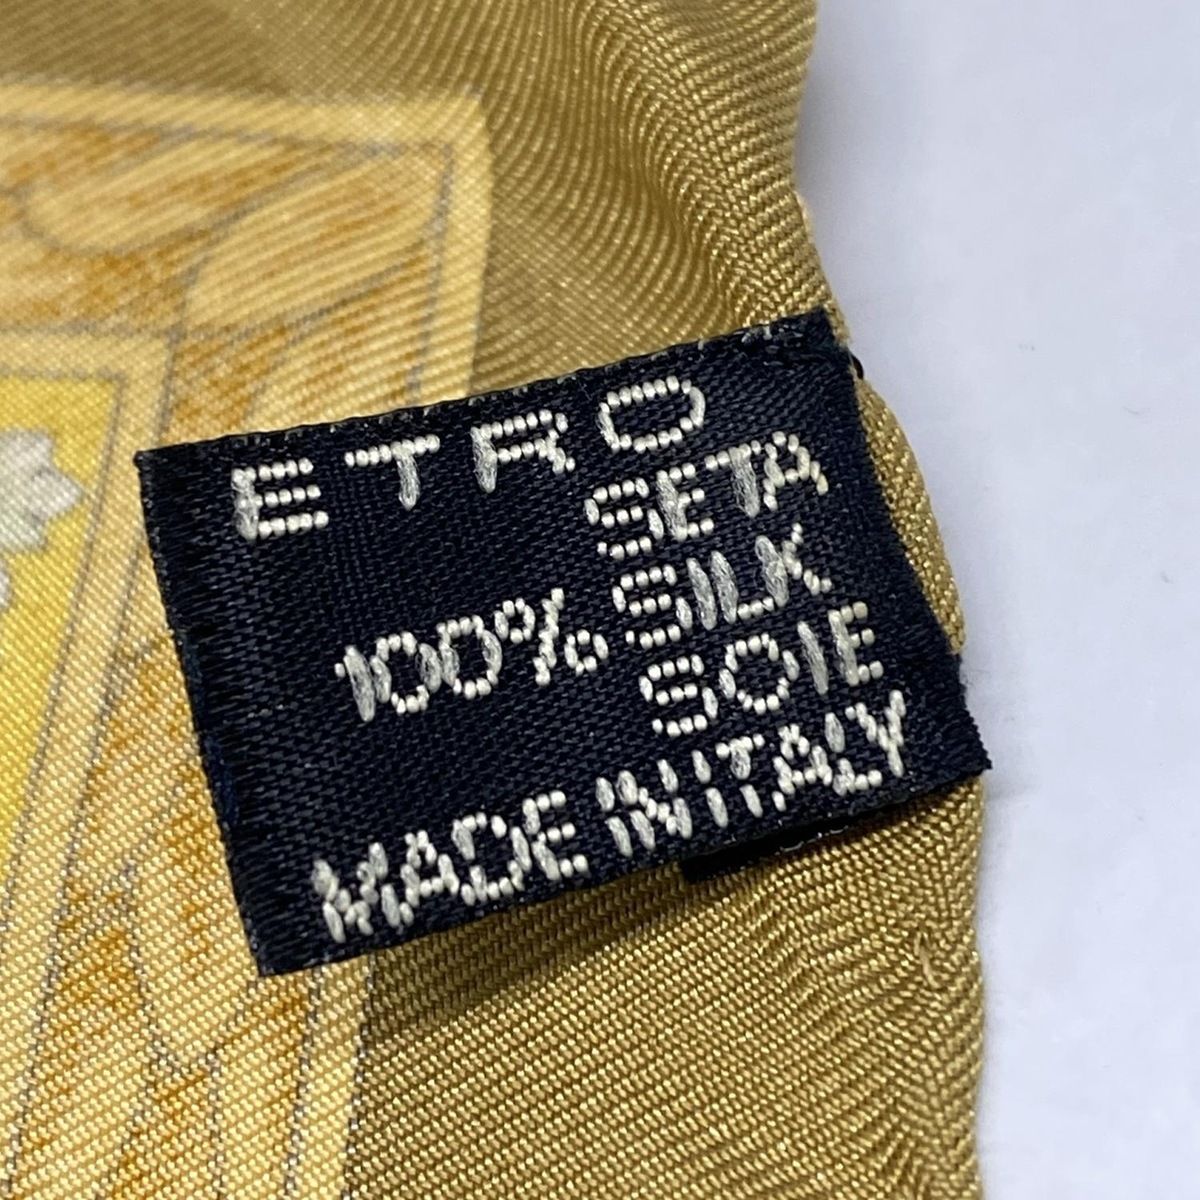 ETRO
SETA
100% SILK
SOIE
MADE IN ITALY